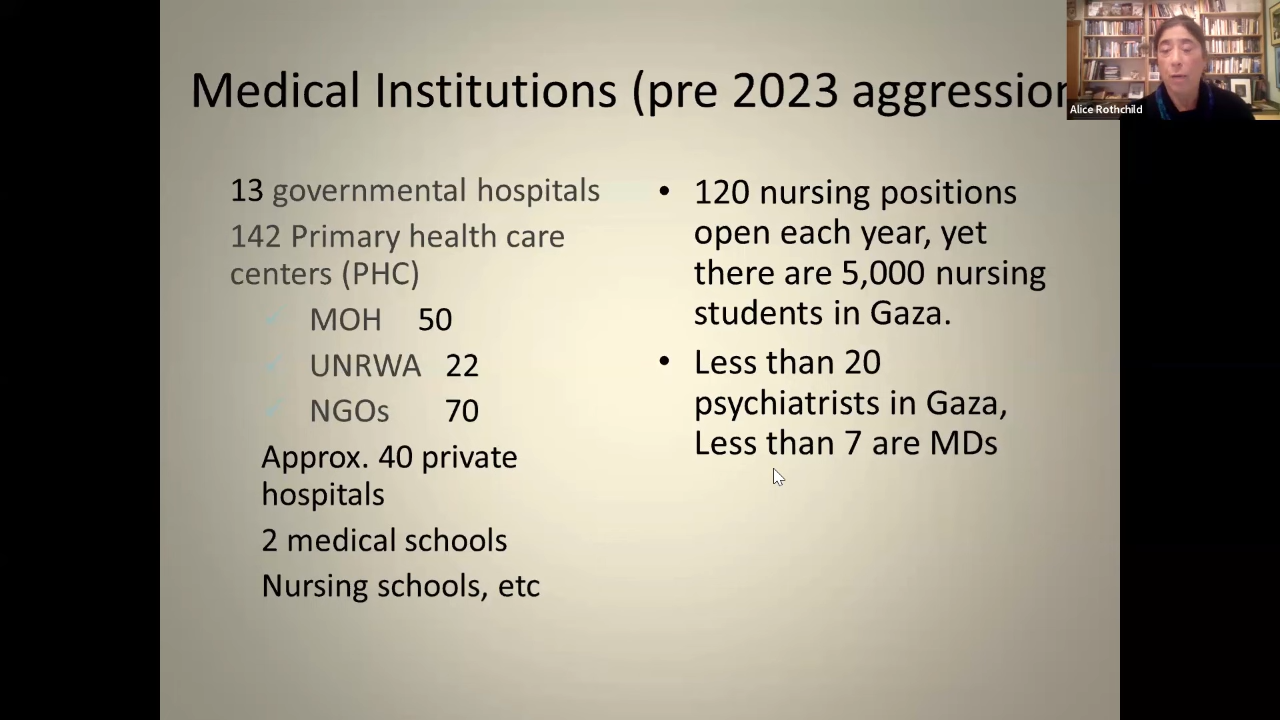 Medical Institutions (pre 2023 aggression
Alice Rothchild
13 governmental hospitals
142 Primary health care
centers (PHC)
MOH 50
UNRWA 22
NGOs 70
Approx. 40 private
hospitals
2 medical schools
Nursing schools, etc
• 120 nursing positions
open each year, yet
there are 5,000 nursing
students in Gaza.
• Less than 20
psychiatrists in Gaza,
Less than 7 are MDs